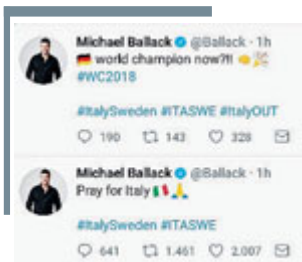 Michael Ballack @Ballack · 1h
🇩🇪 world champion now?!! 🤜🎉
#WC2018
#ItalySweden #ITASWE #ItalyOUT
190 143 328
Michael Ballack @Ballack · 1h
Pray for Italy 🇮🇹🙏
#ItalySweden #ITASWE
641 1.461 2.007